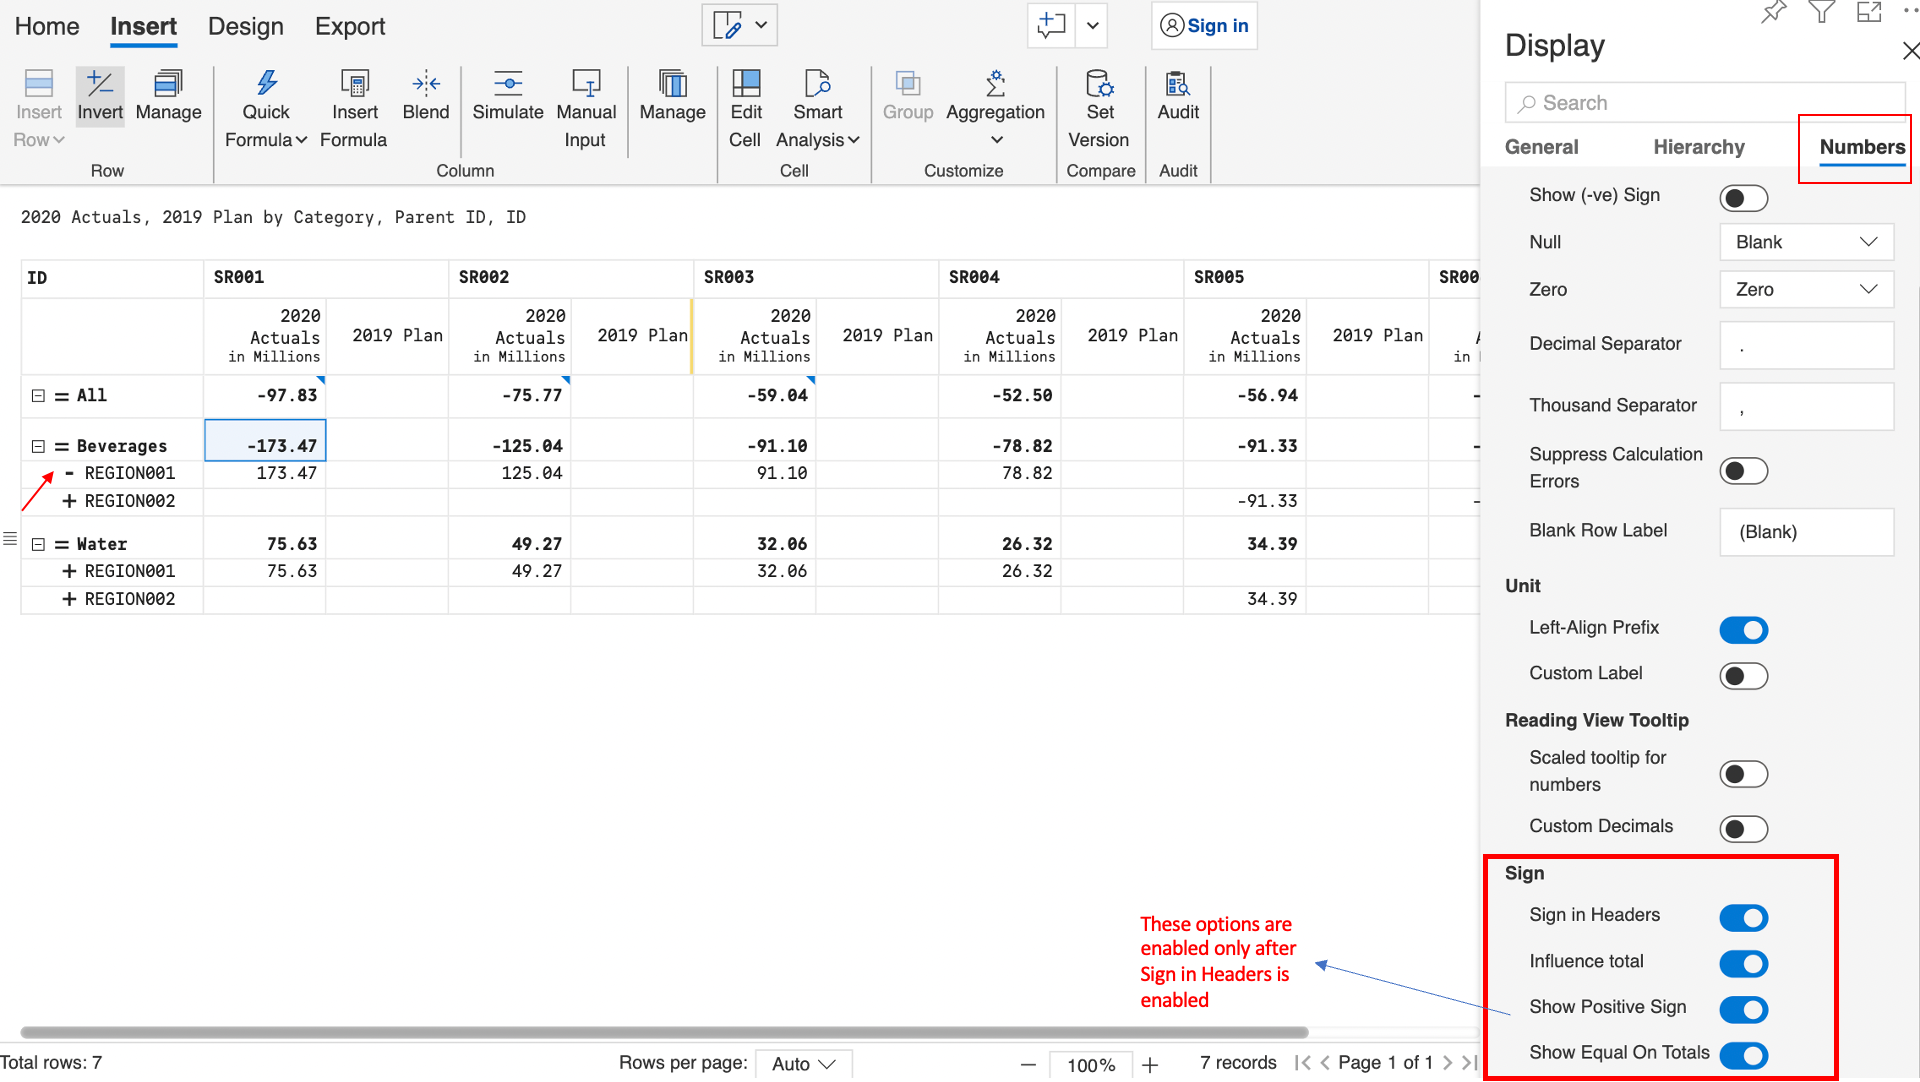 Home Insert Design Export Sign in
Insert Row Invert Manage Quick Formula Insert Formula Blend Simulate Manual Input Manage Edit Cell Smart Analysis Group Aggregation Set Version Audit
Row Column Cell Customize Compare Audit
2020 Actuals, 2019 Plan by Category, Parent ID, ID
ID SR001 SR002 SR003 SR004 SR005 SR00
2020 Actuals in Millions 2019 Plan 2020 Actuals in Millions 2019 Plan 2020 Actuals in Millions 2019 Plan 2020 Actuals in Millions 2019 Plan 2020 Actuals in Millions 2019 Plan in
= All -97.83 -75.77 -59.04 -52.50 -56.94 -
= Beverages -173.47 -125.04 -91.10 -78.82 -91.33 -
- REGION001 173.47 125.04 91.10 78.82
+ REGION002 -91.33 -
= Water 75.63 49.27 32.06 26.32 34.39
+ REGION001 75.63 49.27 32.06 26.32
+ REGION002 34.39
These options are
enabled only after
Sign in Headers is
enabled
Total rows: 7 Rows per page: Auto 100% 7 records Page 1 of 1
Display
Search
General Hierarchy Numbers
Show (-ve) Sign
Null Blank
Zero Zero
Decimal Separator .
Thousand Separator ,
Suppress Calculation
Errors
Blank Row Label (Blank)
Unit
Left-Align Prefix
Custom Label
Reading View Tooltip
Scaled tooltip for
numbers
Custom Decimals
Sign
Sign in Headers
Influence total
Show Positive Sign
Show Equal On Totals